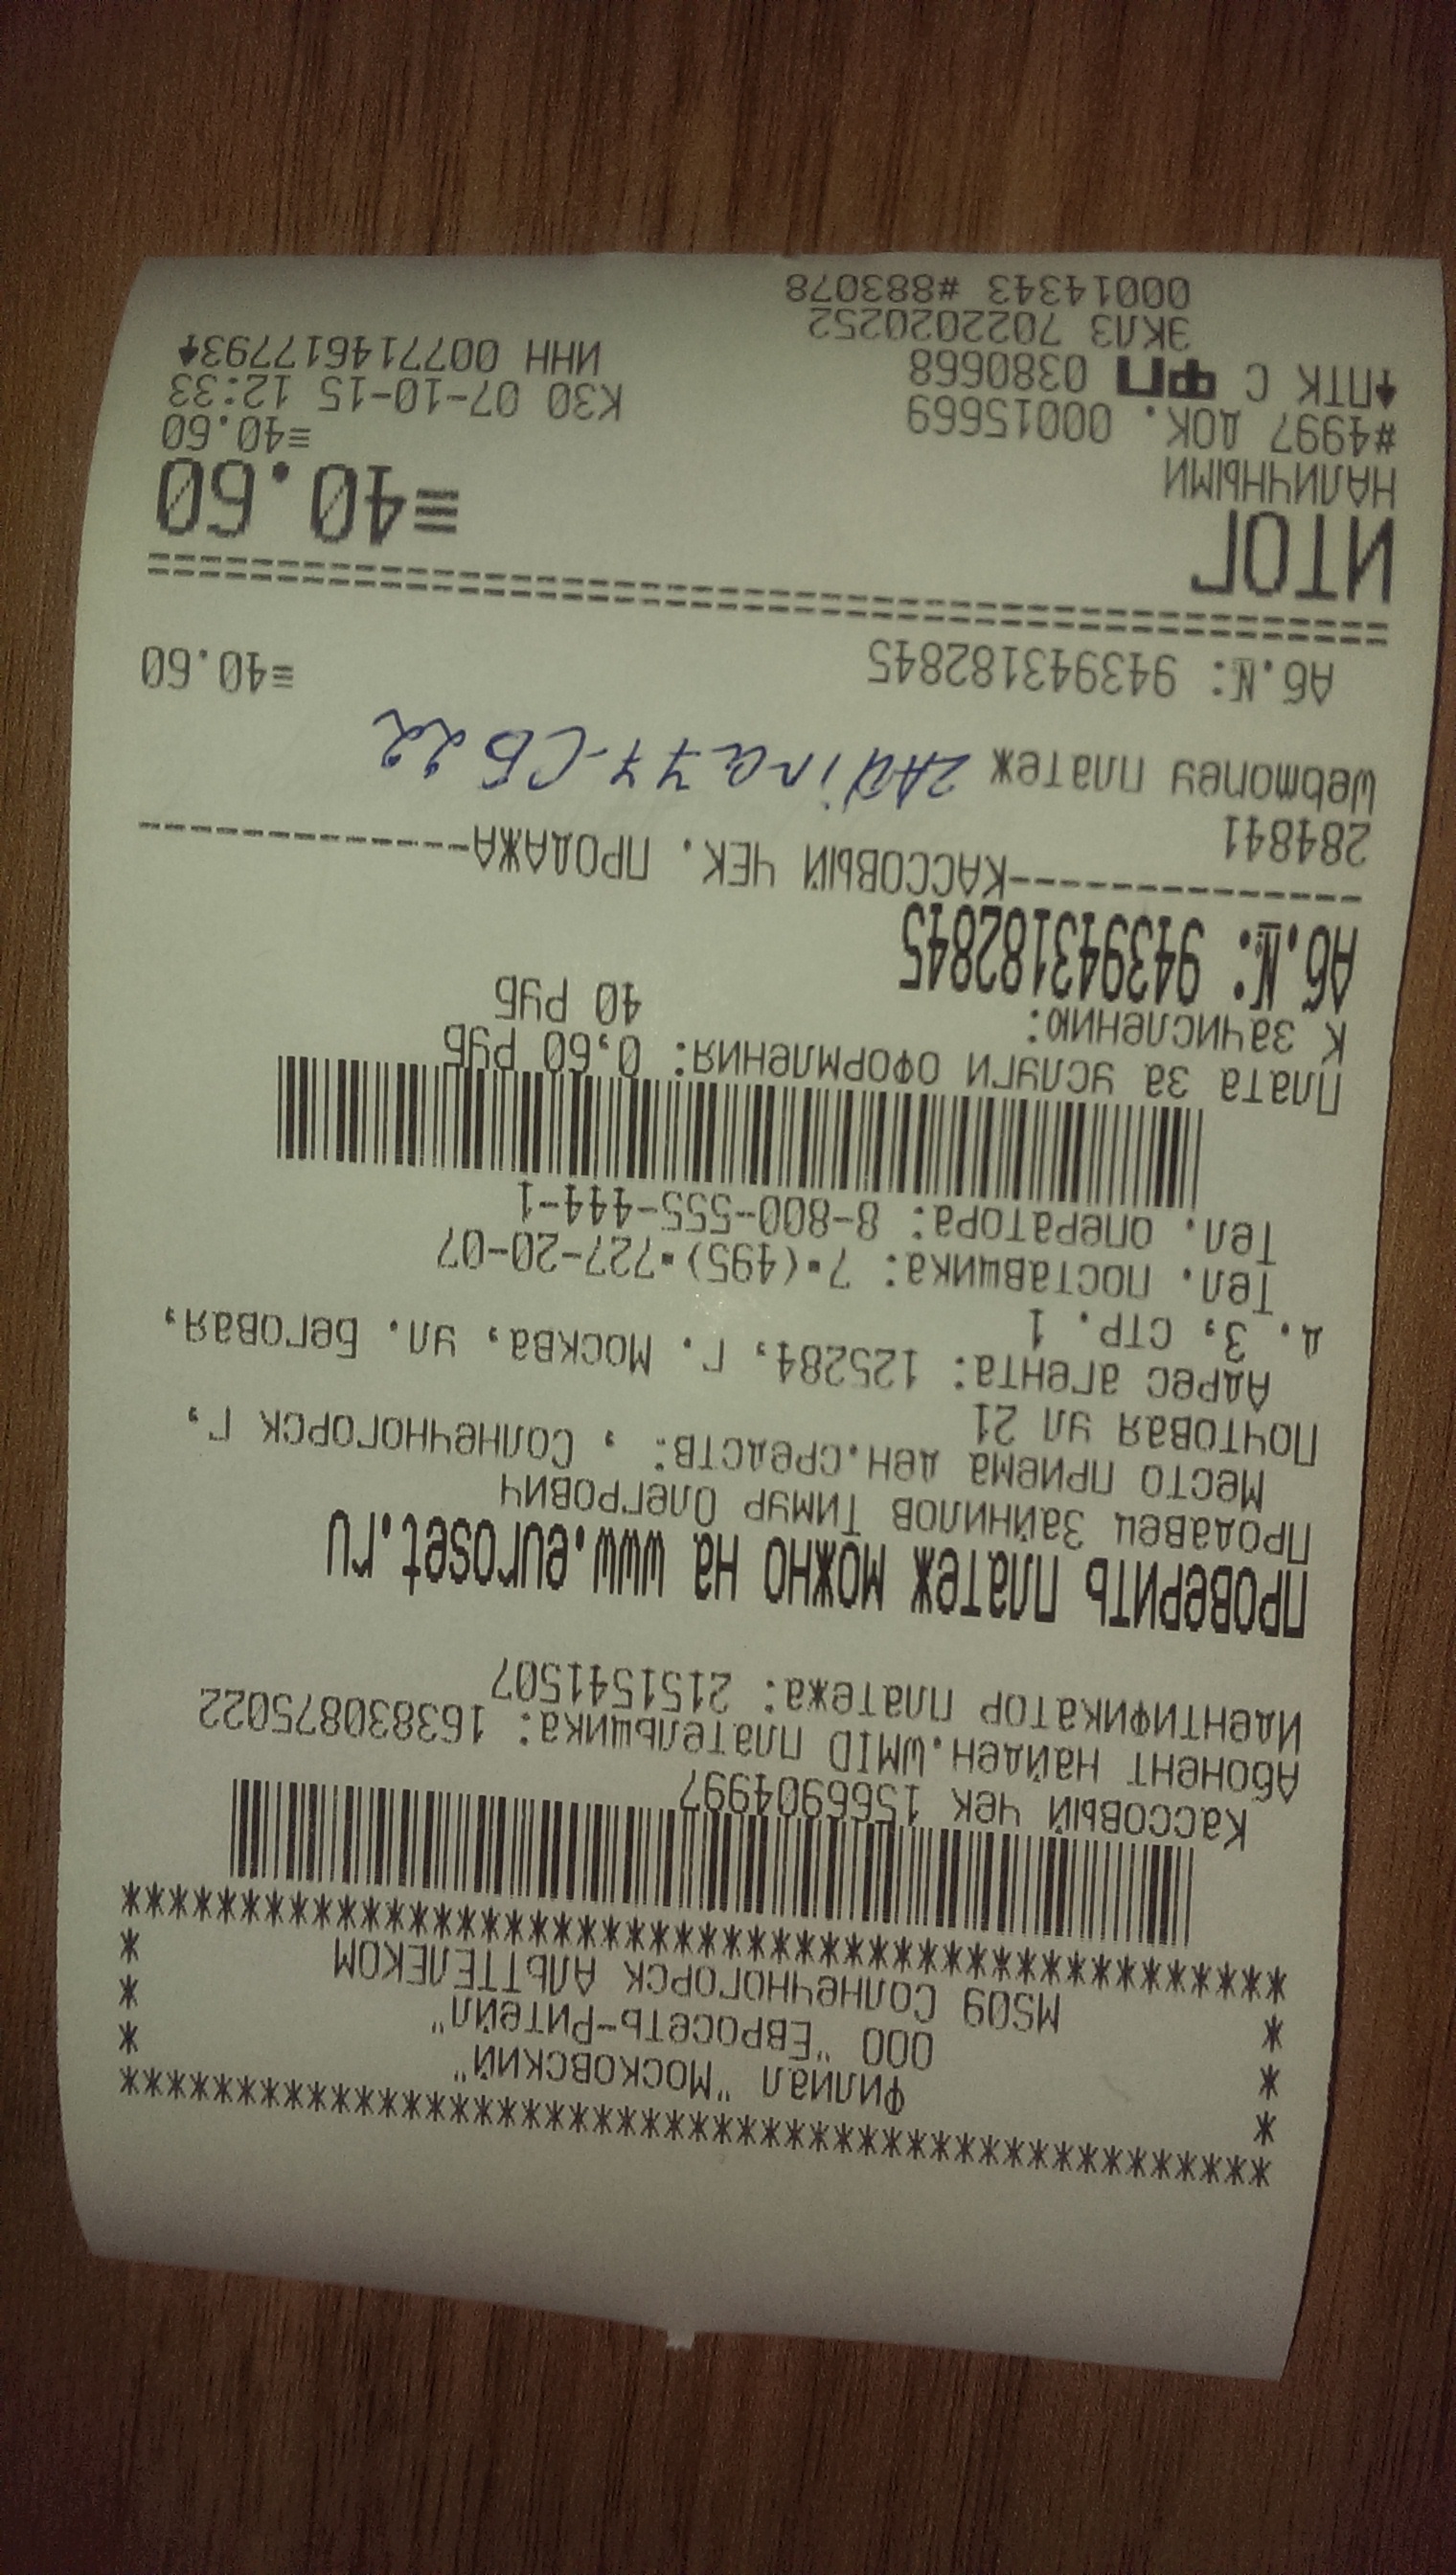 ******************************************
* Филиал "Московский" *
* ООО "Евросеть-Ритейл" *
* MS09 Солнечногорск АЛЬТТЕЛЕКОМ *
******************************************
Кассовый чек 1566904997
Абонент найден.WMID плательщика: 163830875022
Идентификатор платежа: 2151541507
ПРОВЕРИТЬ ПЛАТЕЖ МОЖНО НА www.euroset.ru
Продавец Зайнилов Тимур Олегрович
Место приема ден.средств: , Солнечногорск г,
Почтовая ул 21
Адрес агента: 125284, г. Москва, ул. Беговая,
д. 3, стр. 1
Тел. поставщика: 7•(495)•727-20-07
Тел. оператора: 8-800-555-444-1
Плата за услуги оформления: 0,60 РУБ
К зачислению: 40 РУБ
Аб.№: 943943182845
--------------КАССОВЫЙ ЧЕК. ПРОДАЖА--------------
284841
Webmoney платеж
Аб.№: 943943182845 ≡40.60
ИТОГ ≡40.60
НАЛИЧНЫМИ ≡40.60
#4997 ДОК. 00015669 К30 07-10-15 12:33
ПТК С ФП 0380668 ИНН 007714617793
ЭКЛЗ 7022020252
00014343 #883078